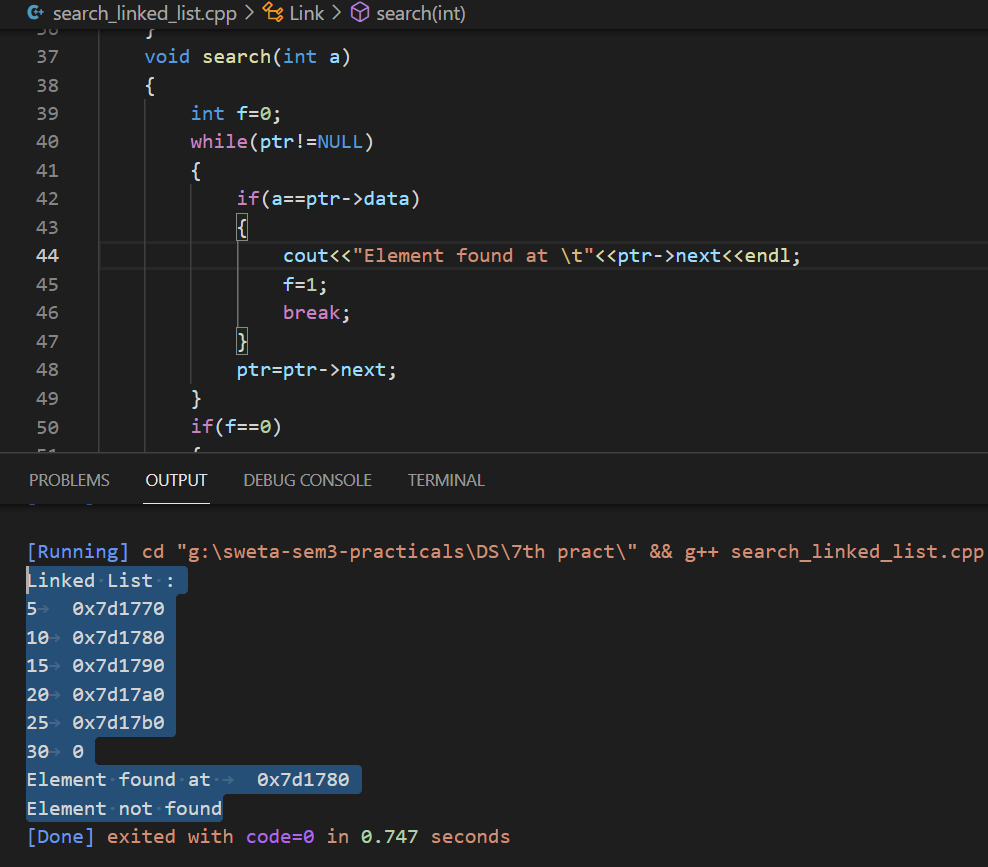 search_linked_list.cpp > Link > search(int)
36 }
37 void search(int a)
38 {
39 int f=0;
40 while(ptr!=NULL)
41 {
42 if(a==ptr->data)
43 {
44 cout<<"Element found at \t"<<ptr->next<<endl;
45 f=1;
46 break;
47 }
48 ptr=ptr->next;
49 }
50 if(f==0)
51 {
PROBLEMS OUTPUT DEBUG CONSOLE TERMINAL
[Running] cd "g:\sweta-sem3-practicals\DS\7th pract\" && g++ search_linked_list.cpp
Linked List :
5 0x7d1770
10 0x7d1780
15 0x7d1790
20 0x7d17a0
25 0x7d17b0
30 0
Element found at 0x7d1780
Element not found
[Done] exited with code=0 in 0.747 seconds